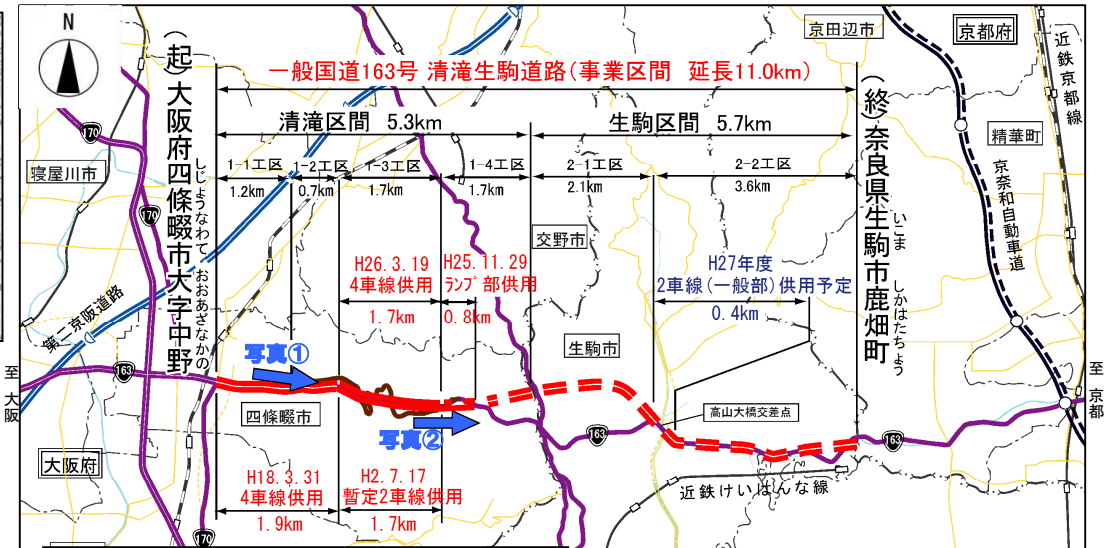 N
一般国道163号 清滝生駒道路（事業区間 延長11.0km）
清滝区間 5.3km
生駒区間 5.7km
1-1工区
1.2km
1-2工区
0.7km
1-3工区
1.7km
1-4工区
1.7km
2-1工区
2.1km
2-2工区
3.6km
（起）大阪府四條畷市大字中野
しじょうなわて おおあざなかの
（終）奈良県生駒市鹿畑町
いこま しかはたちょう
京田辺市
京都府
近鉄京都線
精華町
京奈和自動車道
寝屋川市
170
170
170
第二京阪道路
交野市
生駒市
H26.3.19
4車線供用
1.7km
H25.11.29
ランプ部供用
0.8km
H27年度
2車線（一般部）供用予定
0.4km
写真①
写真②
163
163
163
至 大阪
至 京都
四條畷市
大阪府
高山大橋交差点
近鉄けいはんな線
H18.3.31
4車線供用
1.9km
H2.7.17
暫定2車線供用
1.7km